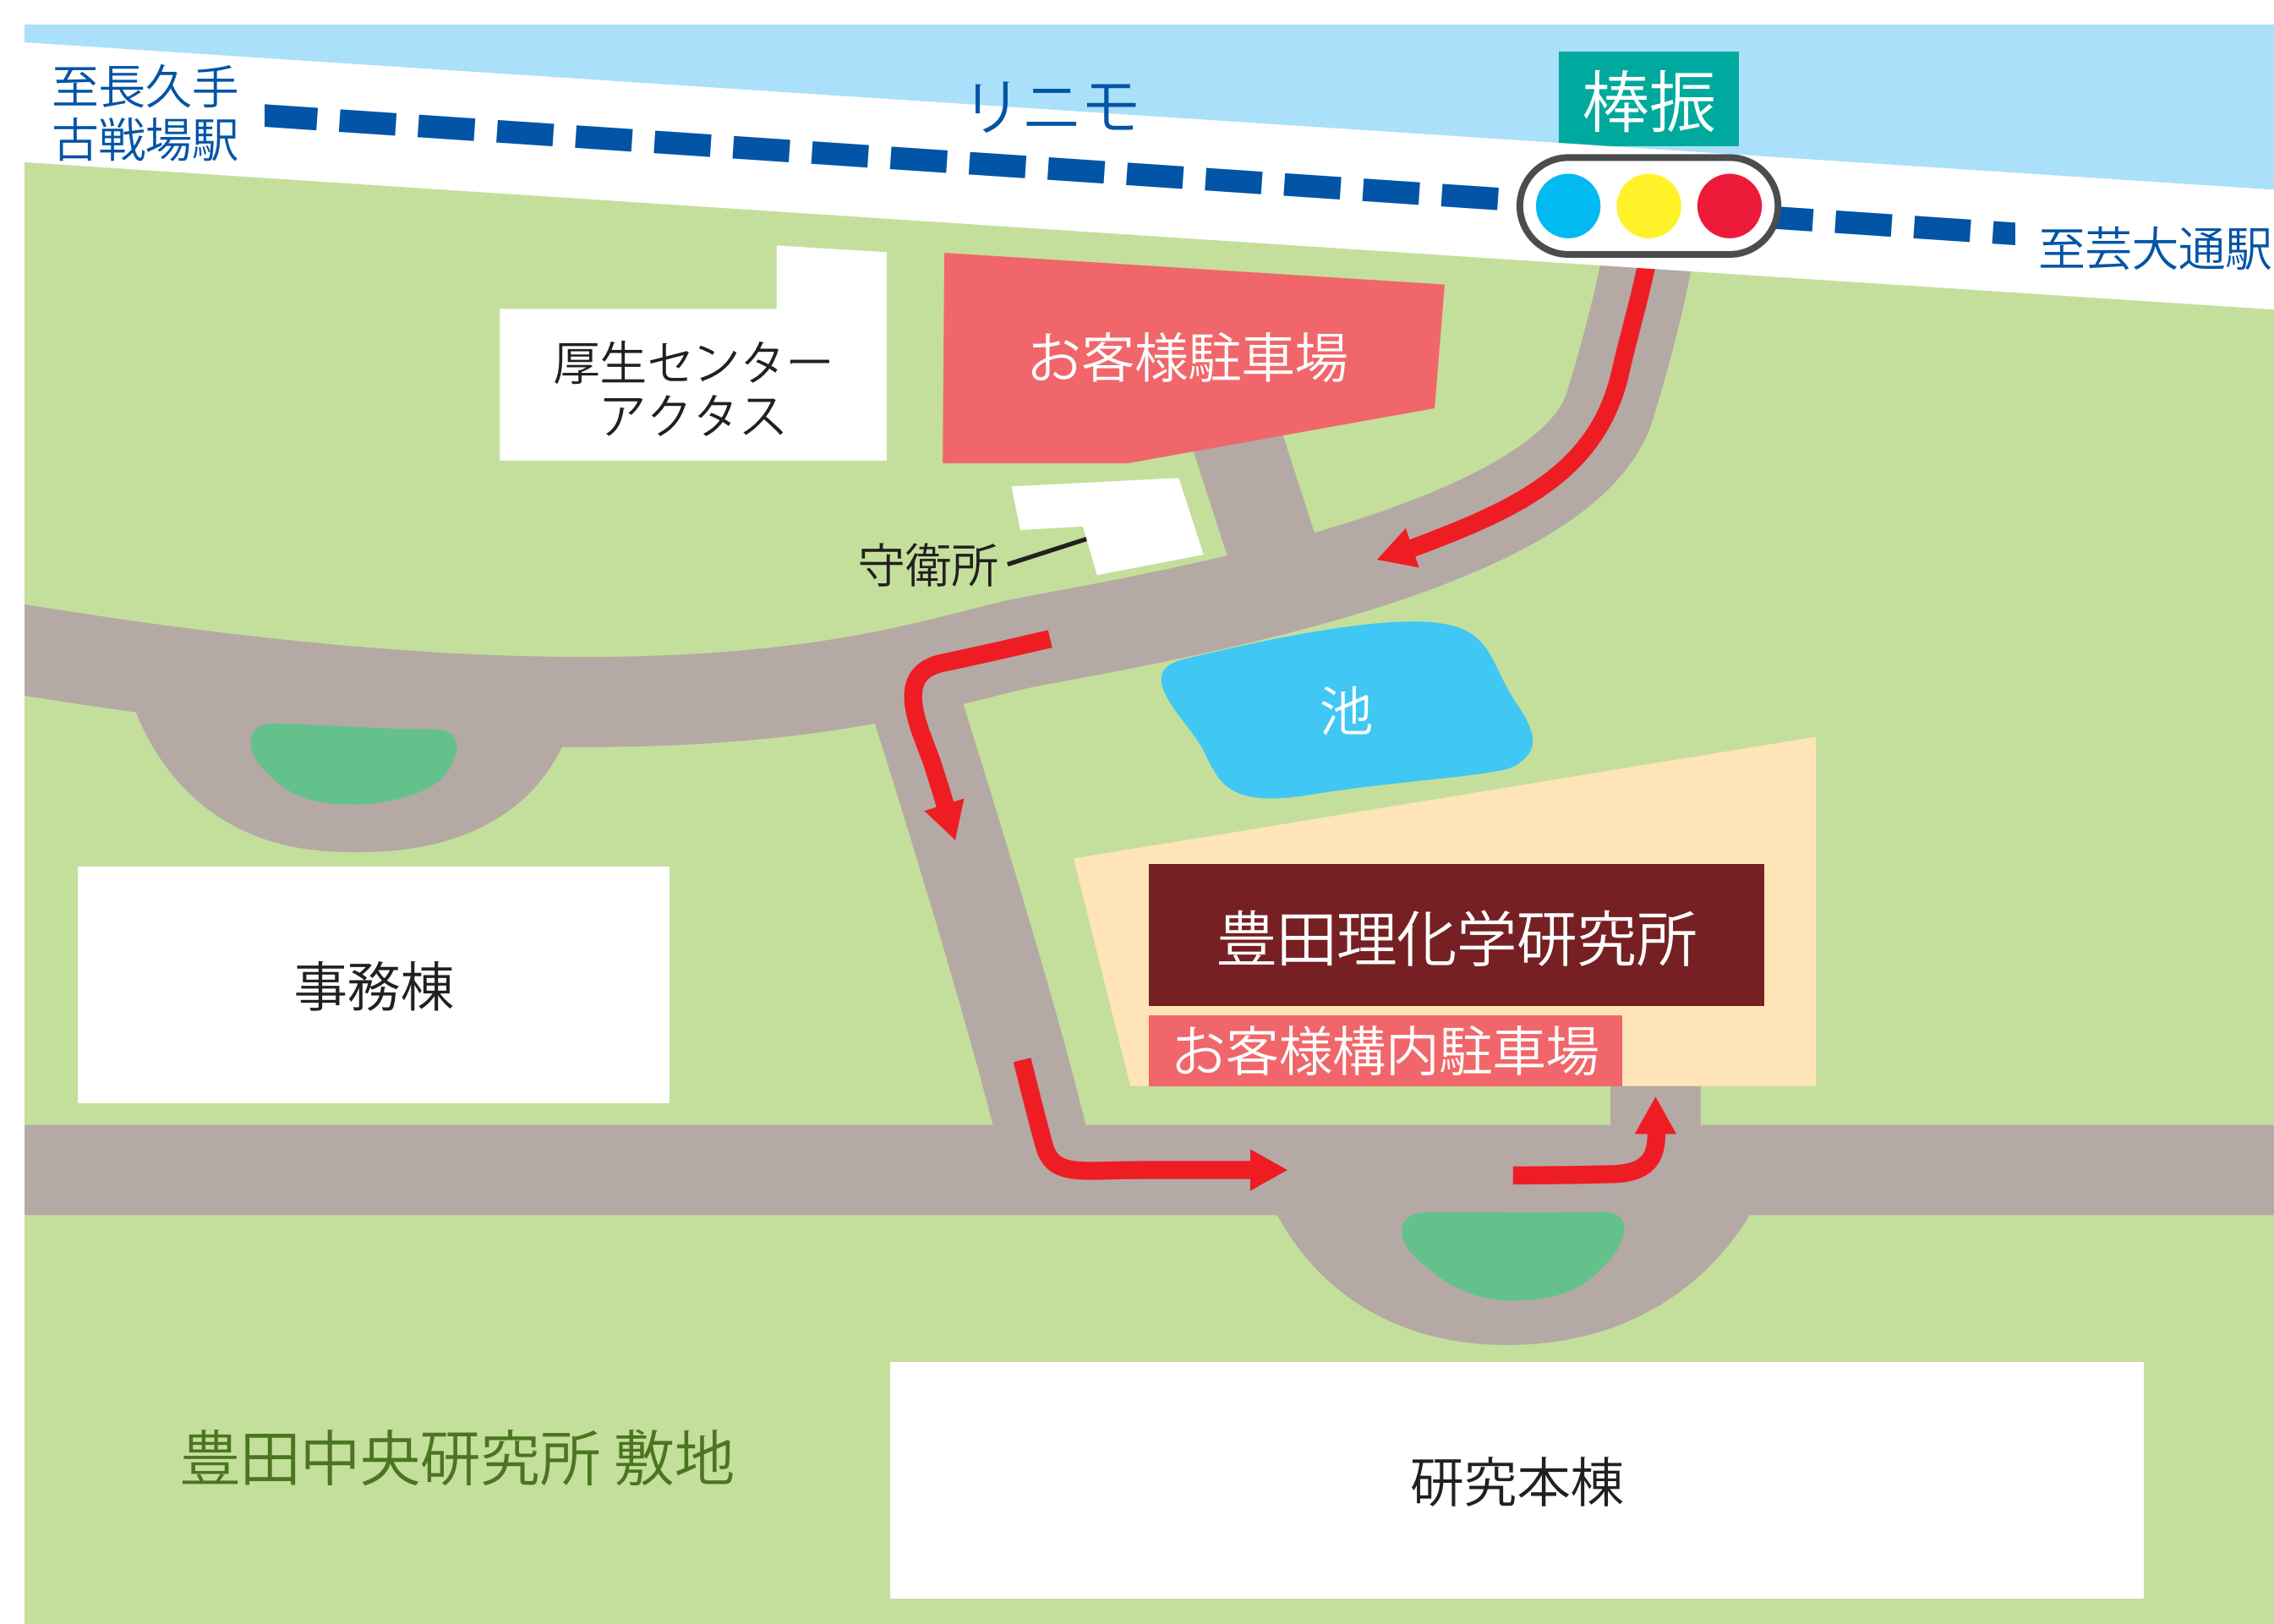 至長久手
古戦場駅
リニモ
棒振
至芸大通駅
厚生センター
アクタス
お客様駐車場
守衛所
池
豊田理化学研究所
お客様構内駐車場
事務棟
豊田中央研究所 敷地
研究本棟